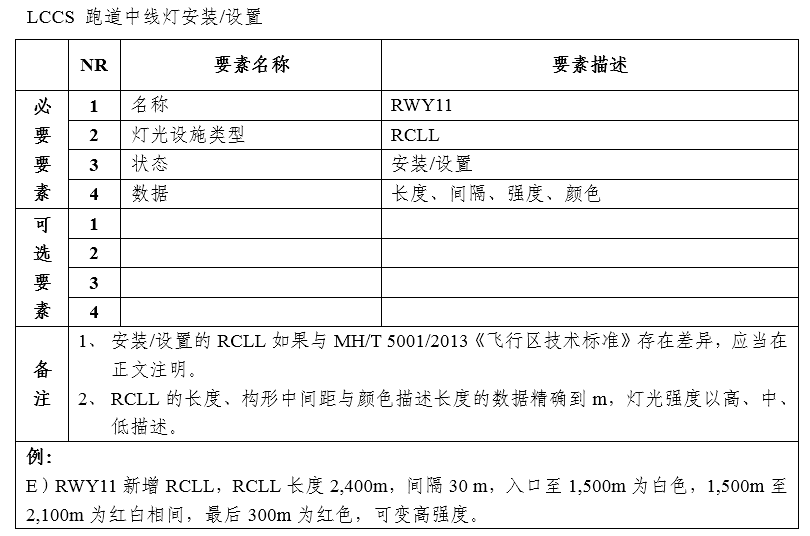 LCCS 跑道中线灯安装/设置
NR 要素名称 要素描述
必要要素
1 名称 RWY11
2 灯光设施类型 RCLL
3 状态 安装/设置
4 数据 长度、间隔、强度、颜色
可选要素
1
2
3
4
备注
1、 安装/设置的 RCLL 如果与 MH/T 5001/2013《飞行区技术标准》存在差异，应当在
正文注明。
2、 RCLL 的长度、构形中间距与颜色描述长度的数据精确到 m，灯光强度以高、中、
低描述。
例：
E）RWY11 新增 RCLL，RCLL 长度 2,400m，间隔 30 m，入口至 1,500m 为白色，1,500m 至
2,100m 为红白相间，最后 300m 为红色，可变高强度。